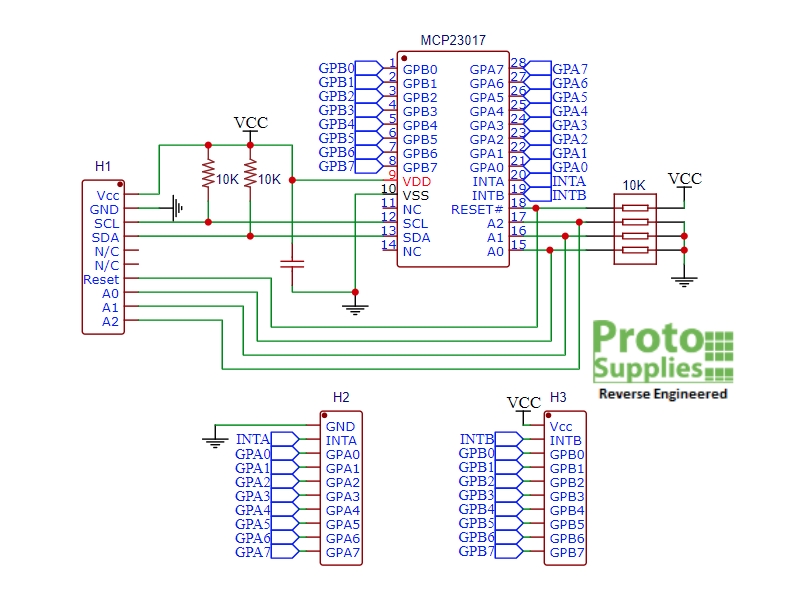 MCP23017
GPB0 1 GPB0 GPA7 28 GPA7
GPB1 2 GPB1 GPA6 27 GPA6
GPB2 3 GPB2 GPA5 26 GPA5
GPB3 4 GPB3 GPA4 25 GPA4
GPB4 5 GPB4 GPA3 24 GPA3
GPB5 6 GPB5 GPA2 23 GPA2
GPB6 7 GPB6 GPA1 22 GPA1
GPB7 8 GPB7 GPA0 21 GPA0
9 VDD INTA 20 INTA
10 VSS INTB 19 INTB
11 NC RESET# 18
12 SCL A2 17
13 SDA A1 16
14 NC A0 15
VCC
10K 10K
H1
Vcc
GND
SCL
SDA
N/C
N/C
Reset
A0
A1
A2
10K
VCC
Proto
Supplies
Reverse Engineered
H2
GND
INTA INTA
GPA0 GPA0
GPA1 GPA1
GPA2 GPA2
GPA3 GPA3
GPA4 GPA4
GPA5 GPA5
GPA6 GPA6
GPA7 GPA7
VCC H3
Vcc
INTB INTB
GPB0 GPB0
GPB1 GPB1
GPB2 GPB2
GPB3 GPB3
GPB4 GPB4
GPB5 GPB5
GPB6 GPB6
GPB7 GPB7